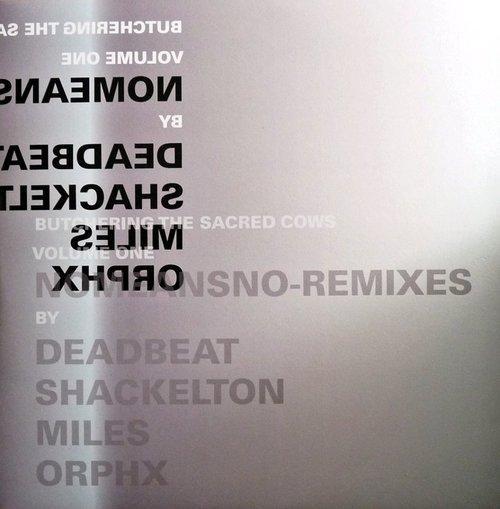 BUTCHERING THE SA
VOLUME ONE
NOMEANS
BY
DEADBEAT
SHACKELT
MILES
ORPHX
BUTCHERING THE SACRED COWS
VOLUME ONE
NOMEANSNO-REMIXES
BY
DEADBEAT
SHACKELTON
MILES
ORPHX